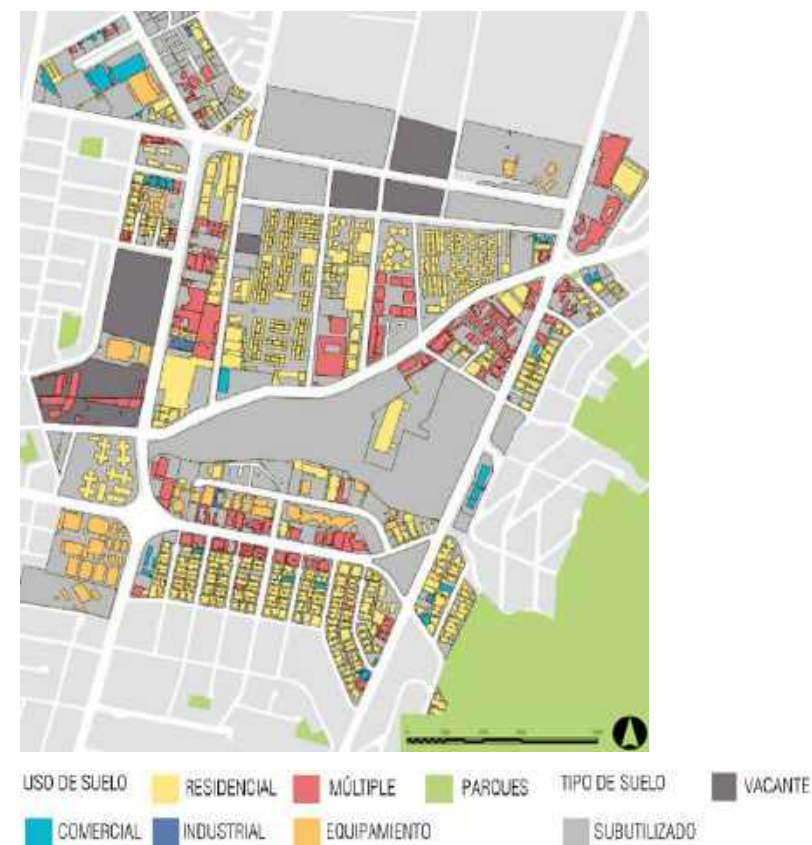 USO DE SUELO RESIDENCIAL MÚLTIPLE PARQUES TIPO DE SUELO VACANTE
COMERCIAL INDUSTRIAL EQUIPAMIENTO SUBUTILIZADO